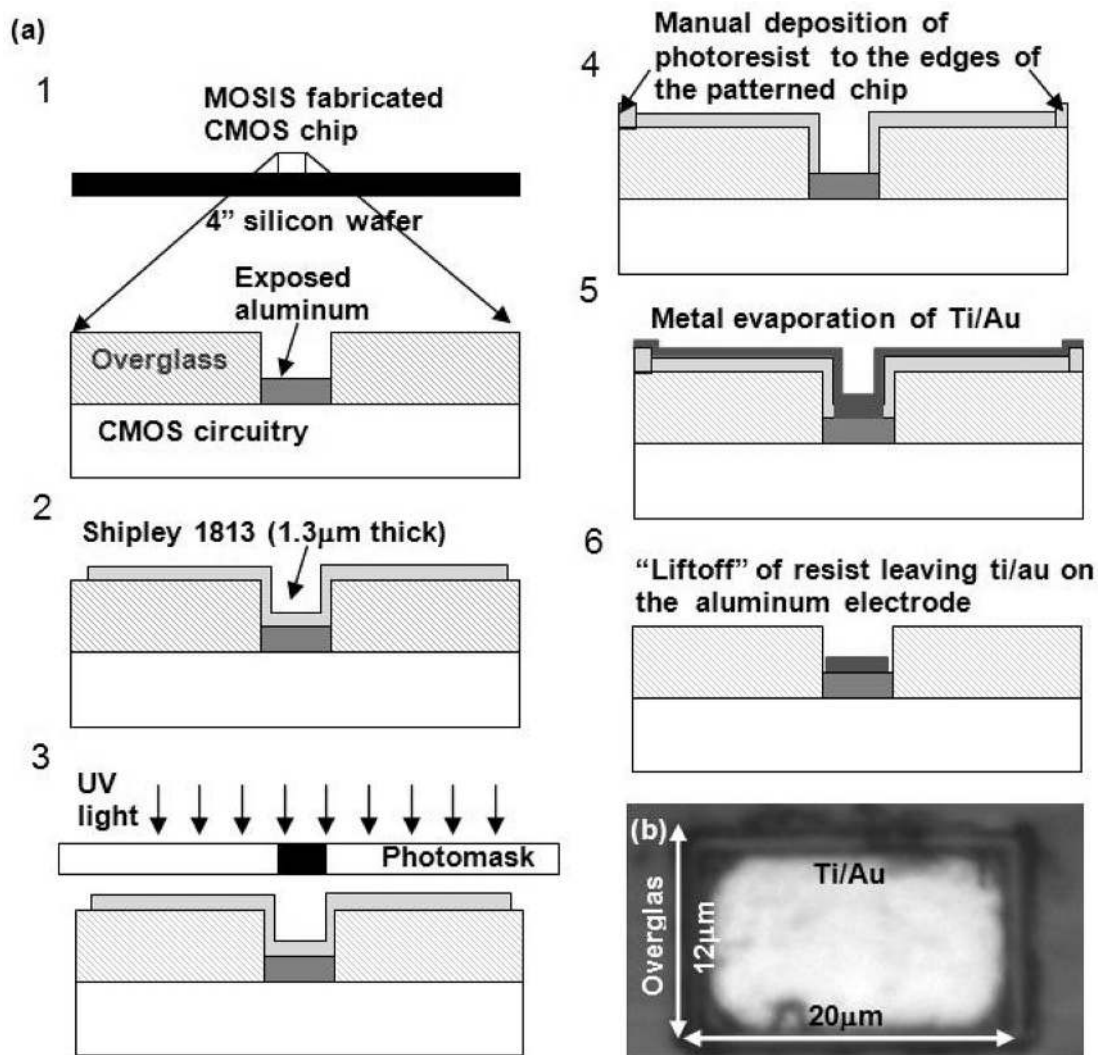 (a)
1
MOSIS fabricated
CMOS chip
4” silicon wafer
Exposed
aluminum
Overglass
CMOS circuitry
2
Shipley 1813 (1.3µm thick)
3
UV
light
Photomask
4
Manual deposition of
photoresist to the edges of
the patterned chip
5
Metal evaporation of Ti/Au
6
“Liftoff” of resist leaving ti/au on
the aluminum electrode
(b)
Ti/Au
Overglas
12µm
20µm